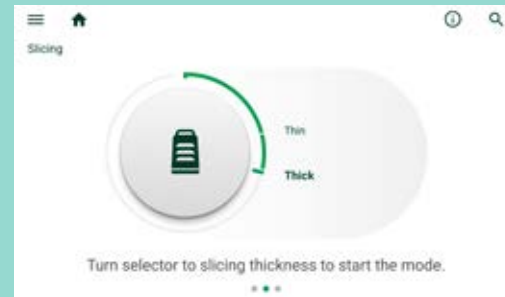 Slicing
Thin
Thick
Turn selector to slicing thickness to start the mode.